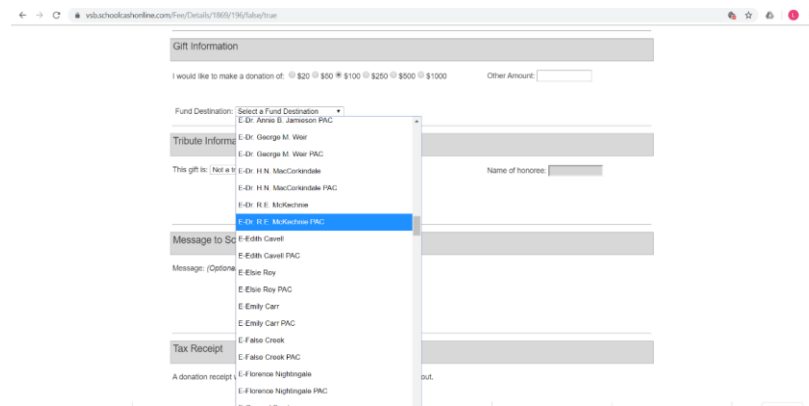 vsb.schoolcashonline.com/Fee/Details/1869/196/false/true
Gift Information
I would like to make a donation of: $20 $50 $100 $250 $500 $1000 Other Amount:
Fund Destination: Select a Fund Destination
E-Dr. Annie B. Jamieson PAC
E-Dr. George M. Weir
Tribute Informa
E-Dr. George M. Weir PAC
This gift is: Not a tr E-Dr. H.N. MacCorkindale Name of honoree:
E-Dr. H.N. MacCorkindale PAC
E-Dr. R.E. McKechnie
E-Dr. R.E. McKechnie PAC
Message to Sc E-Edith Cavell
E-Edith Cavell PAC
Message: (Optiona E-Elsie Roy
E-Elsie Roy PAC
E-Emily Carr
E-Emily Carr PAC
E-False Creek
Tax Receipt
E-False Creek PAC
A donation receipt E-Florence Nightingale out.
E-Florence Nightingale PAC